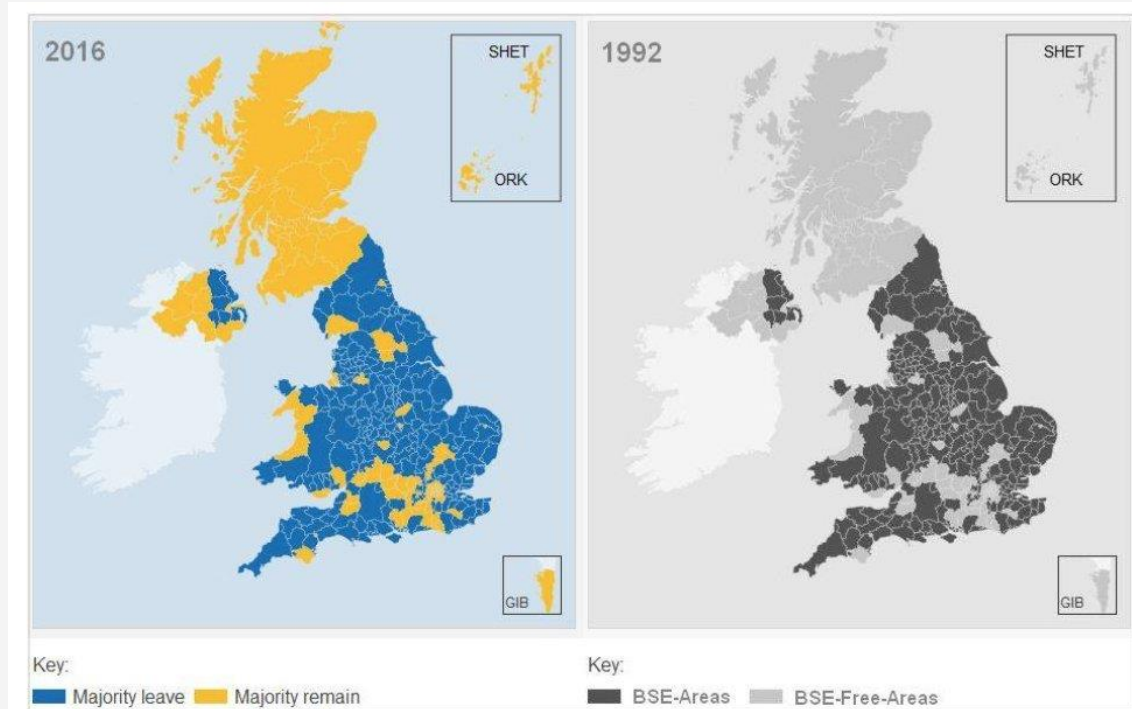 2016
SHET
ORK
GIB
Key:
Majority leave Majority remain
1992
SHET
ORK
GIB
Key:
BSE-Areas BSE-Free-Areas